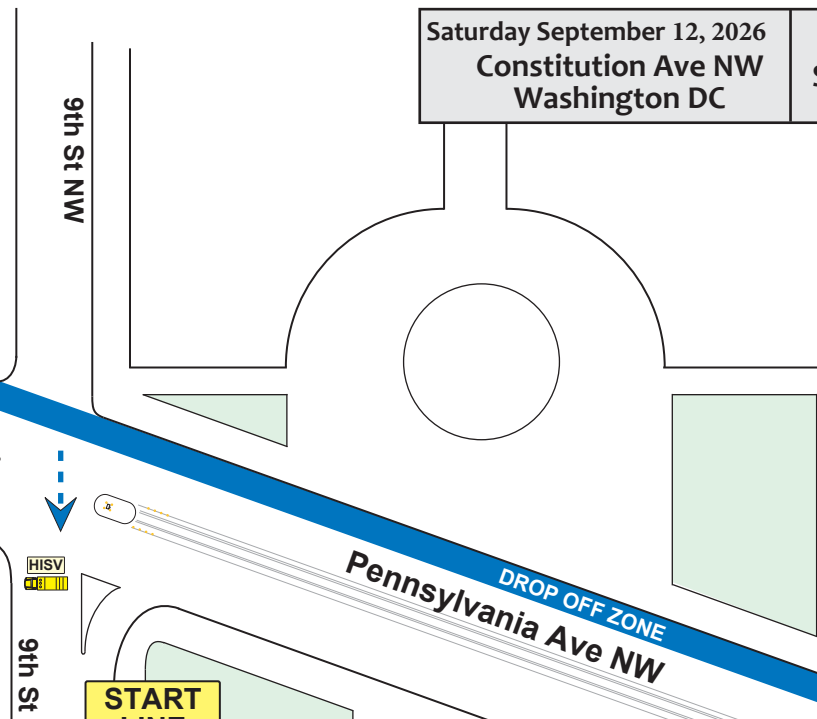 Saturday September 12, 2026
Constitution Ave NW
Washington DC
9th St NW
HISV
Pennsylvania Ave NW
DROP OFF ZONE
9th St
START
LINE